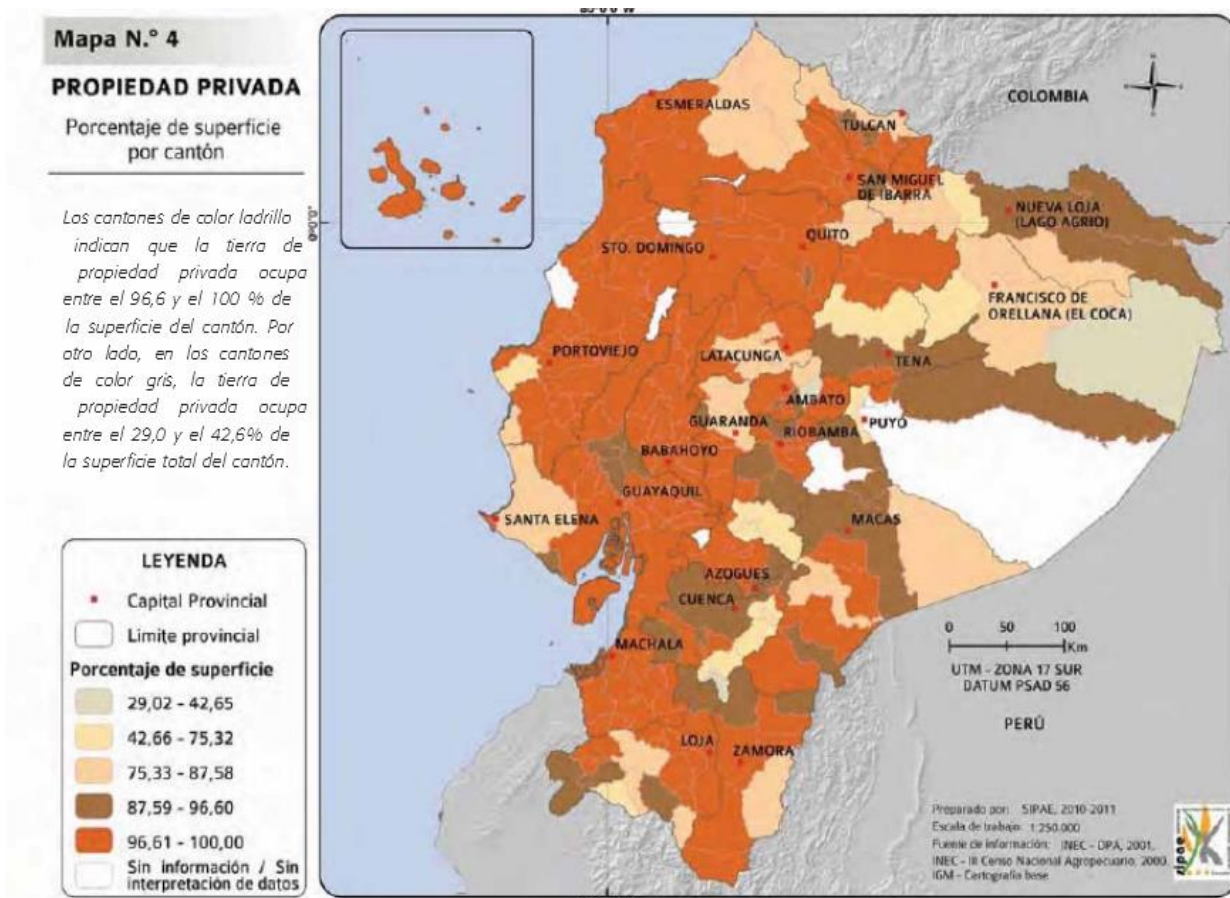 Mapa N.° 4
PROPIEDAD PRIVADA
Porcentaje de superficie
por cantón
Los cantones de color ladrillo
indican que la tierra de
propiedad privada ocupa
entre el 96,6 y el 100 % de
la superficie del cantón. Por
otro lado, en los cantones
de color gris, la tierra de
propiedad privada ocupa
entre el 29,0 y el 42,6% de
la superficie total del cantón.
LEYENDA
Capital Provincial
Limite provincial
Porcentaje de superficie
29,02 - 42,65
42,66 - 75,32
75,33 - 87,58
87,59 - 96,60
96,61 - 100,00
Sin información / Sin
interpretación de datos
0°0'0"
COLOMBIA
ESMERALDAS
TULCAN
SAN MIGUEL
DE IBARRA
NUEVA LOJA
(LAGO AGRIO)
QUITO
STO. DOMINGO
FRANCISCO DE
ORELLANA (EL COCA)
PORTOVIEJO
LATACUNGA
TENA
AMBATO
GUARANDA
PUYO
RIOBAMBA
BABAHOYO
GUAYAQUIL
SANTA ELENA
MACAS
AZOGUES
CUENCA
MACHALA
LOJA
ZAMORA
0 50 100
Km
UTM - ZONA 17 SUR
DATUM PSAD 56
PERÚ
Preparado por: SIPAE, 2010-2011
Escala de trabajo: 1:250.000
Fuente de información: INEC - DPA, 2001,
INEC - III Censo Nacional Agropecuario, 2000
IGM - Cartografía base
sipae